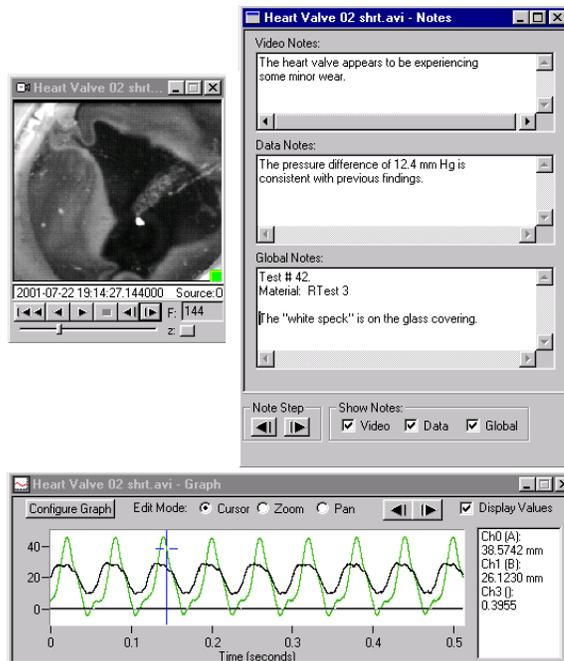 Heart Valve 02 shrt.avi - Notes
Video Notes:
The heart valve appears to be experiencing
some minor wear.
Data Notes:
The pressure difference of 12.4 mm Hg is
consistent with previous findings.
Global Notes:
Test # 42.
Material:  RTest 3
The "white speck" is on the glass covering.
Note Step
Show Notes:
Video
Data
Global
Heart Valve 02 shrt...
2001-07-22 19:14:27.144000 Source:O
F: 144
z:
Heart Valve 02 shrt.avi - Graph
Configure Graph Edit Mode: Cursor Zoom Pan Display Values
40
20
0
0 0.1 0.2 0.3 0.4 0.5
Time (seconds)
Ch0 (A):
38.5742 mm
Ch1 (B):
26.1230 mm
Ch3 ():
0.3955